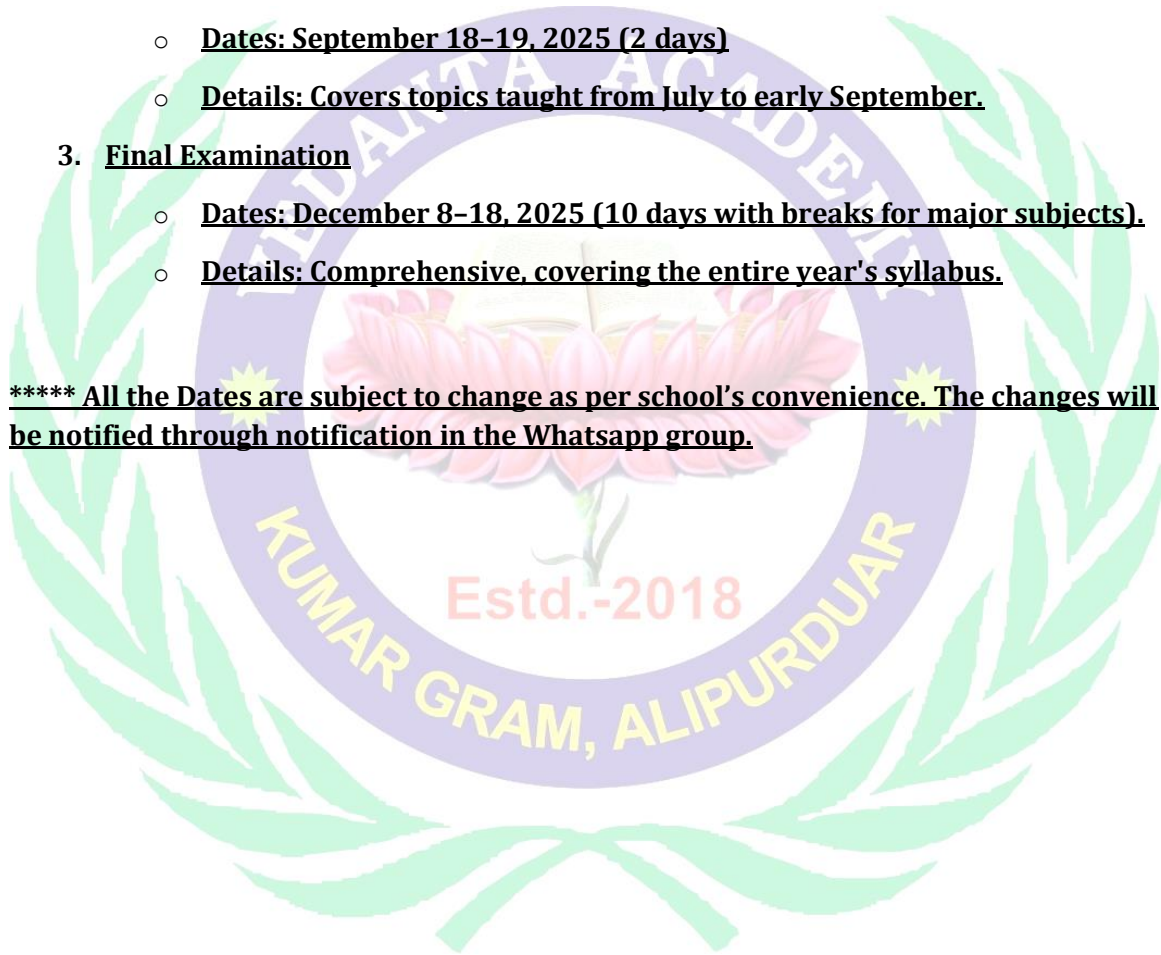 o Dates: September 18–19, 2025 (2 days)
o Details: Covers topics taught from July to early September.
3. Final Examination
o Dates: December 8–18, 2025 (10 days with breaks for major subjects).
o Details: Comprehensive, covering the entire year's syllabus.
***** All the Dates are subject to change as per school’s convenience. The changes will
be notified through notification in the Whatsapp group.
VEDANTA ACADEMY
Estd.-2018
KUMAR GRAM, ALIPURDUAR